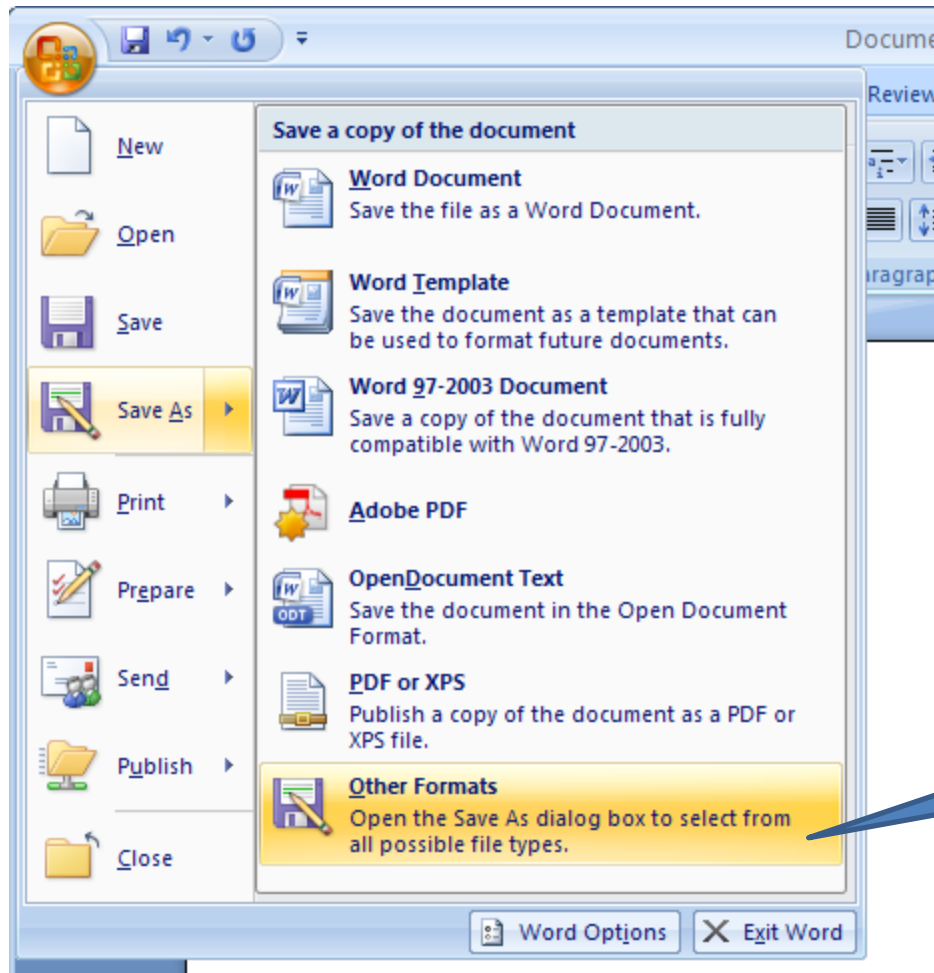 Docume
Review
New
Open
Save
Save As
Print
Prepare
Send
Publish
Close
Save a copy of the document
Word Document
Save the file as a Word Document.
Word Template
Save the document as a template that can
be used to format future documents.
Word 97-2003 Document
Save a copy of the document that is fully
compatible with Word 97-2003.
Adobe PDF
OpenDocument Text
ODT
Save the document in the Open Document
Format.
PDF or XPS
Publish a copy of the document as a PDF or
XPS file.
Other Formats
Open the Save As dialog box to select from
all possible file types.
aragrap
Word Options
Exit Word